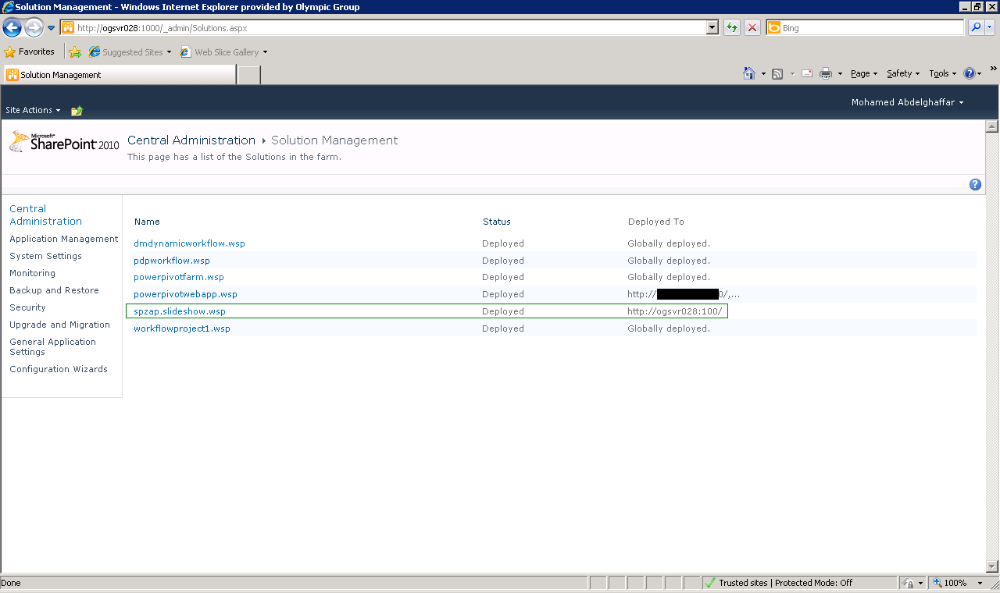 Solution Management - Windows Internet Explorer provided by Olympic Group
http://ogsvr028:1000/_admin/Solutions.aspx
Bing
Favorites
Suggested Sites
Web Slice Gallery
Solution Management
Page
Safety
Tools
Site Actions
Mohamed Abdelghaffar
Microsoft
SharePoint 2010
Central Administration
Solution Management
This page has a list of the Solutions in the farm.
Central
Administration
Application Management
System Settings
Monitoring
Backup and Restore
Security
Upgrade and Migration
General Application
Settings
Configuration Wizards
Name Status Deployed To
dmdynamicworkflow.wsp Deployed Globally deployed.
pdpworkflow.wsp Deployed Globally deployed.
powerpivotfarm.wsp Deployed Globally deployed.
powerpivotwebapp.wsp Deployed http:// 0/,...
spzap.slideshow.wsp Deployed http://ogsvr028:100/
workflowproject1.wsp Deployed Globally deployed.
Done
Trusted sites | Protected Mode: Off
100%